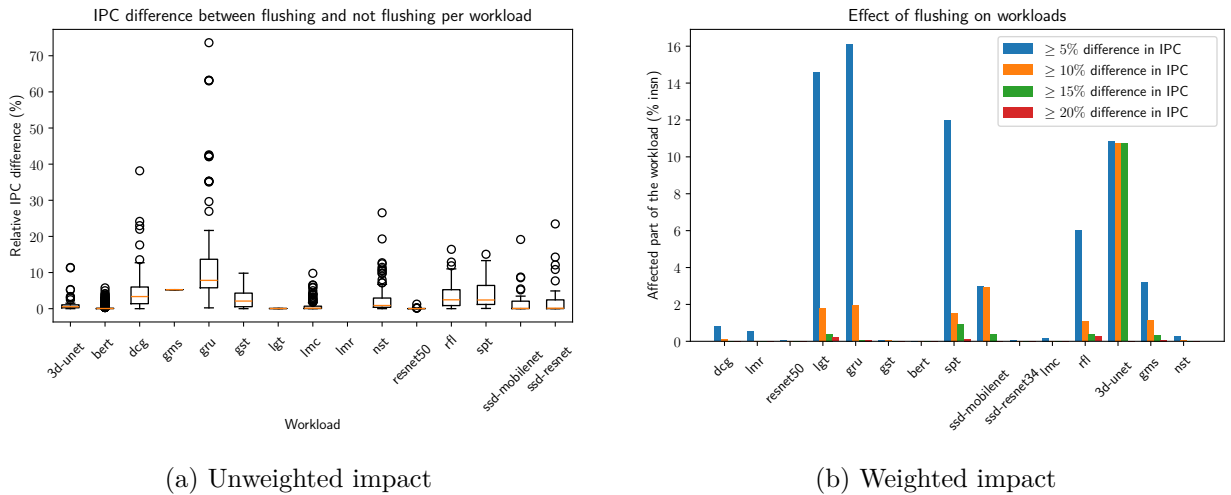 IPC difference between flushing and not flushing per workload
Relative IPC difference (%)
70
60
50
40
30
20
10
0
3d-unet
bert
dcg
gms
gru
gst
lgt
lmc
lmr
nst
resnet50
rfl
spt
ssd-mobilenet
ssd-resnet
Workload
(a) Unweighted impact
Effect of flushing on workloads
Affected part of the workload (% insn)
16
14
12
10
8
6
4
2
0
≥ 5% difference in IPC
≥ 10% difference in IPC
≥ 15% difference in IPC
≥ 20% difference in IPC
dcg
lmr
resnet50
lgt
gru
gst
bert
spt
ssd-mobilenet
ssd-resnet34
lmc
rfl
3d-unet
gms
nst
(b) Weighted impact